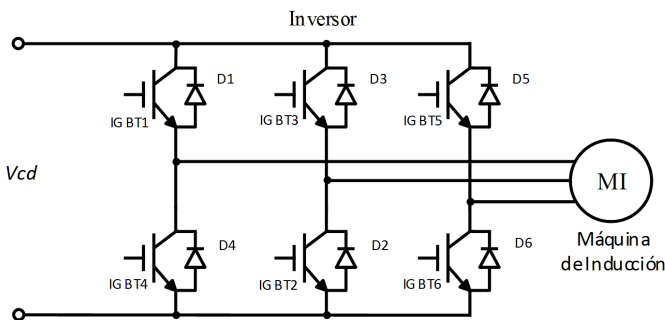 Inversor
D1
D3
D5
IG BT1
IG BT3
IG BT5
Vcd
MI
Máquina
de Inducción
D4
D2
D6
IG BT4
IG BT2
IG BT6